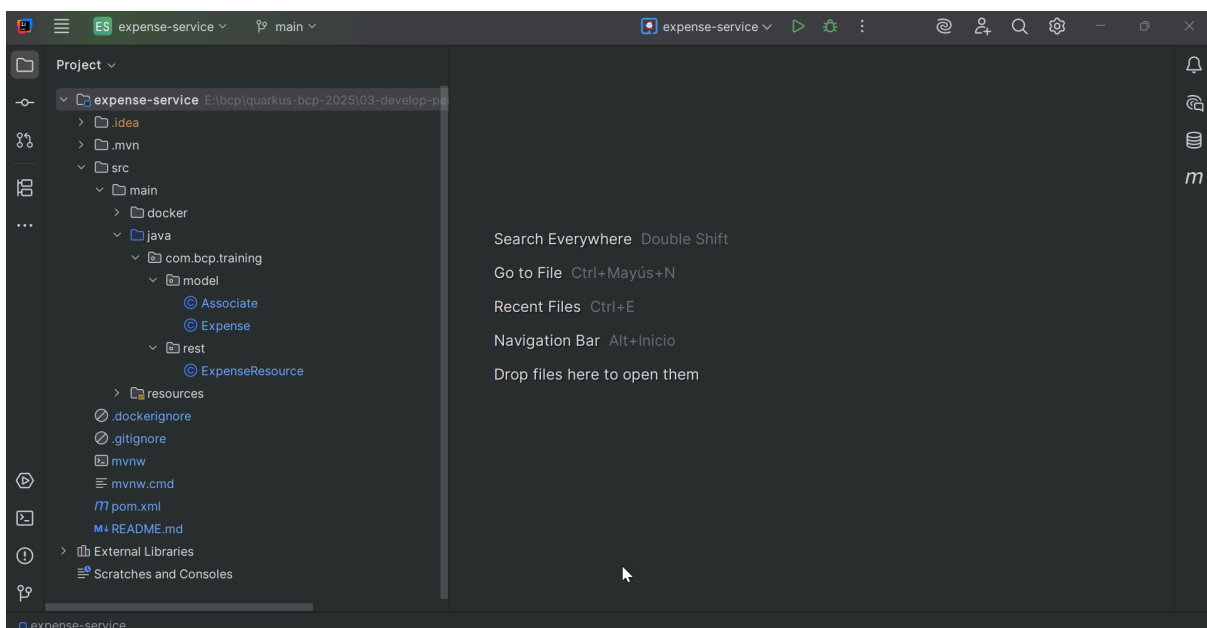 ES expense-service main expense-service
Project
expense-service E:\bcp\quarkus-bcp-2025\03-develop-pe
.idea
.mvn
src
main
docker
java
com.bcp.training
model
Associate
Expense
rest
ExpenseResource
resources
.dockerignore
.gitignore
mvnw
mvnw.cmd
pom.xml
README.md
External Libraries
Scratches and Consoles
Search Everywhere Double Shift
Go to File Ctrl+Mayús+N
Recent Files Ctrl+E
Navigation Bar Alt+Inicio
Drop files here to open them
expense-service